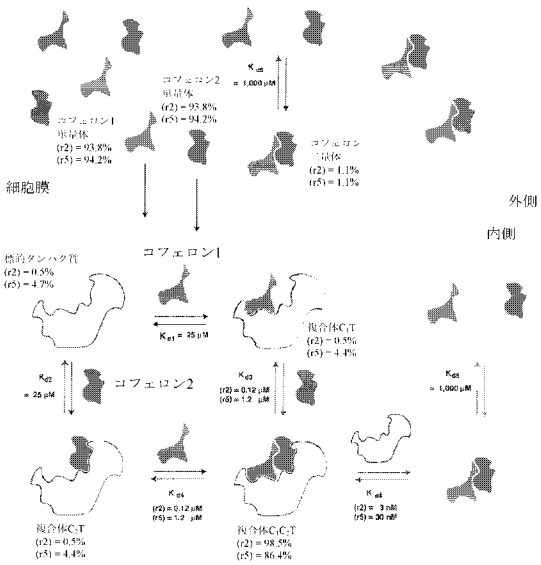 コフェロン2
単量体
(r2) = 93.8%
(r5) = 94.2%
コフェロン1
単量体
(r2) = 93.8%
(r5) = 94.2%
K d5
= 1,000 µM
コフェロン
二量体
(r2) = 1.1%
(r5) = 1.1%
細胞膜
外側
内側
標的タンパク質
(r2) = 0.5%
(r5) = 4.7%
コフェロン1
K d1 = 25 µM
複合体C₁T
(r2) = 0.5%
(r5) = 4.4%
K d2
= 25 µM
コフェロン2
K d3
(r2) = 0.12 µM
(r5) = 1.2 µM
K d5
= 1,000 µM
K d4
(r2) = 0.12 µM
(r5) = 1.2 µM
(r2) = 3 nM
(r5) = 30 nM
複合体C₂T
(r2) = 0.5%
(r5) = 4.4%
複合体C₁C₂T
(r2) = 98.5%
(r5) = 86.4%